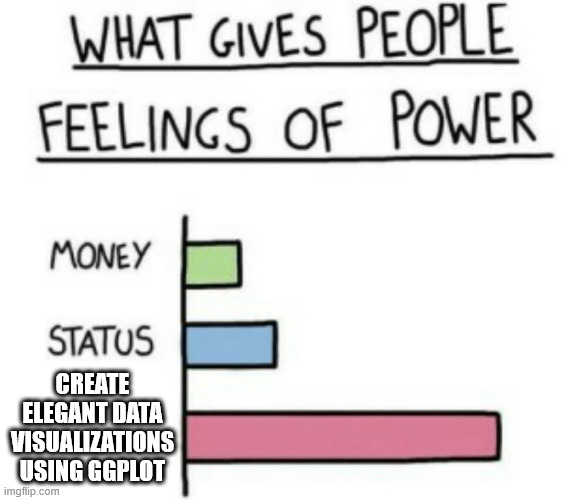 WHAT GIVES PEOPLE
FEELINGS OF POWER
MONEY
STATUS
CREATE
ELEGANT DATA
VISUALIZATIONS
USING GGPLOT
imgflip.com